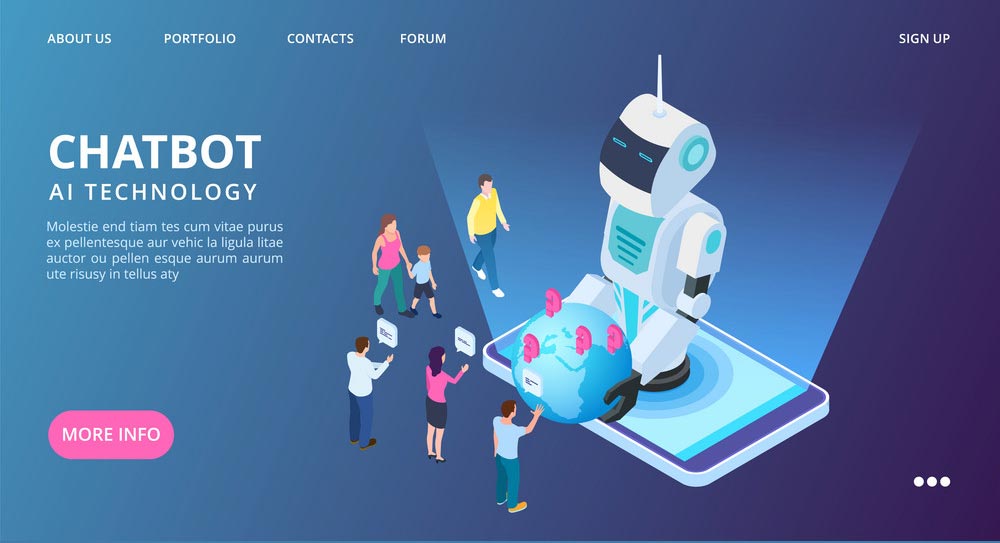 ABOUT US PORTFOLIO CONTACTS FORUM SIGN UP
CHATBOT
AI TECHNOLOGY
Molestie end tiam tes cum vitae purus
ex pellentesque aur vehic la ligula litae
auctor ou pellen esque aurum aurum
ute risusy in tellus aty
MORE INFO